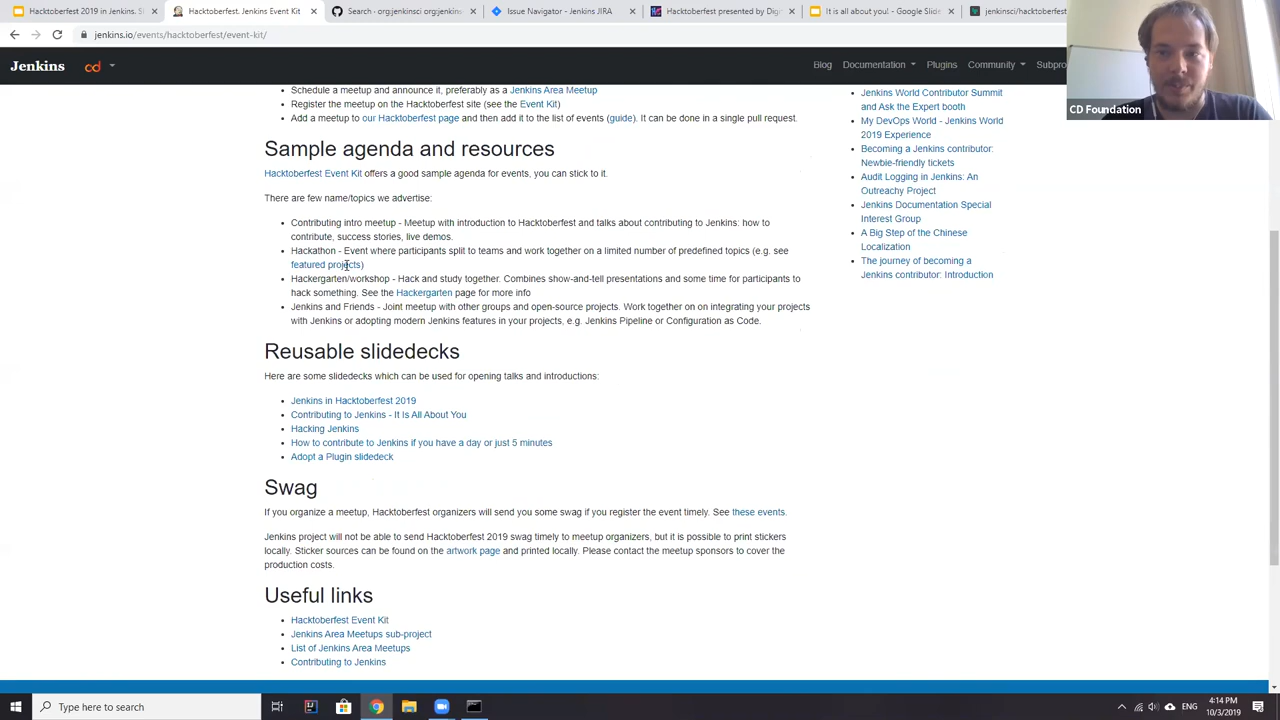 Hacktoberfest 2019 in Jenkins. S
Hacktoberfest. Jenkins Event Kit
Search · org:jenkinsci org:jenkins
Issue Navigator - Jenkins JIRA
Hacktoberfest presented by Digi
It is all about you! - Google Slide
jenkins/hacktoberfest
jenkins.io/events/hacktoberfest/event-kit/
Jenkins
cd
Blog
Documentation
Plugins
Community
Subpro
CD Foundation
Schedule a meetup and announce it, preferably as a Jenkins Area Meetup
Register the meetup on the Hacktoberfest site (see the Event Kit)
Add a meetup to our Hacktoberfest page and then add it to the list of events (guide). It can be done in a single pull request.
Sample agenda and resources
Hacktoberfest Event Kit offers a good sample agenda for events, you can stick to it.
There are few name/topics we advertise:
Contributing intro meetup - Meetup with introduction to Hacktoberfest and talks about contributing to Jenkins: how to
contribute, success stories, live demos.
Hackathon - Event where participants split to teams and work together on a limited number of predefined topics (e.g. see
featured projects)
Hackergarten/workshop - Hack and study together. Combines show-and-tell presentations and some time for participants to
hack something. See the Hackergarten page for more info
Jenkins and Friends - Joint meetup with other groups and open-source projects. Work together on on integrating your projects
with Jenkins or adopting modern Jenkins features in your projects, e.g. Jenkins Pipeline or Configuration as Code.
Reusable slidedecks
Here are some slidedecks which can be used for opening talks and introductions:
Jenkins in Hacktoberfest 2019
Contributing to Jenkins - It Is All About You
Hacking Jenkins
How to contribute to Jenkins if you have a day or just 5 minutes
Adopt a Plugin slidedeck
Swag
If you organize a meetup, Hacktoberfest organizers will send you some swag if you register the event timely. See these events.
Jenkins project will not be able to send Hacktoberfest 2019 swag timely to meetup organizers, but it is possible to print stickers
locally. Sticker sources can be found on the artwork page and printed locally. Please contact the meetup sponsors to cover the
production costs.
Useful links
Hacktoberfest Event Kit
Jenkins Area Meetups sub-project
List of Jenkins Area Meetups
Contributing to Jenkins
Jenkins World Contributor Summit
and Ask the Expert booth
My DevOps World - Jenkins World
2019 Experience
Becoming a Jenkins contributor:
Newbie-friendly tickets
Audit Logging in Jenkins: An
Outreachy Project
Jenkins Documentation Special
Interest Group
A Big Step of the Chinese
Localization
The journey of becoming a
Jenkins contributor: Introduction
Type here to search
ENG
4:14 PM
10/3/2019